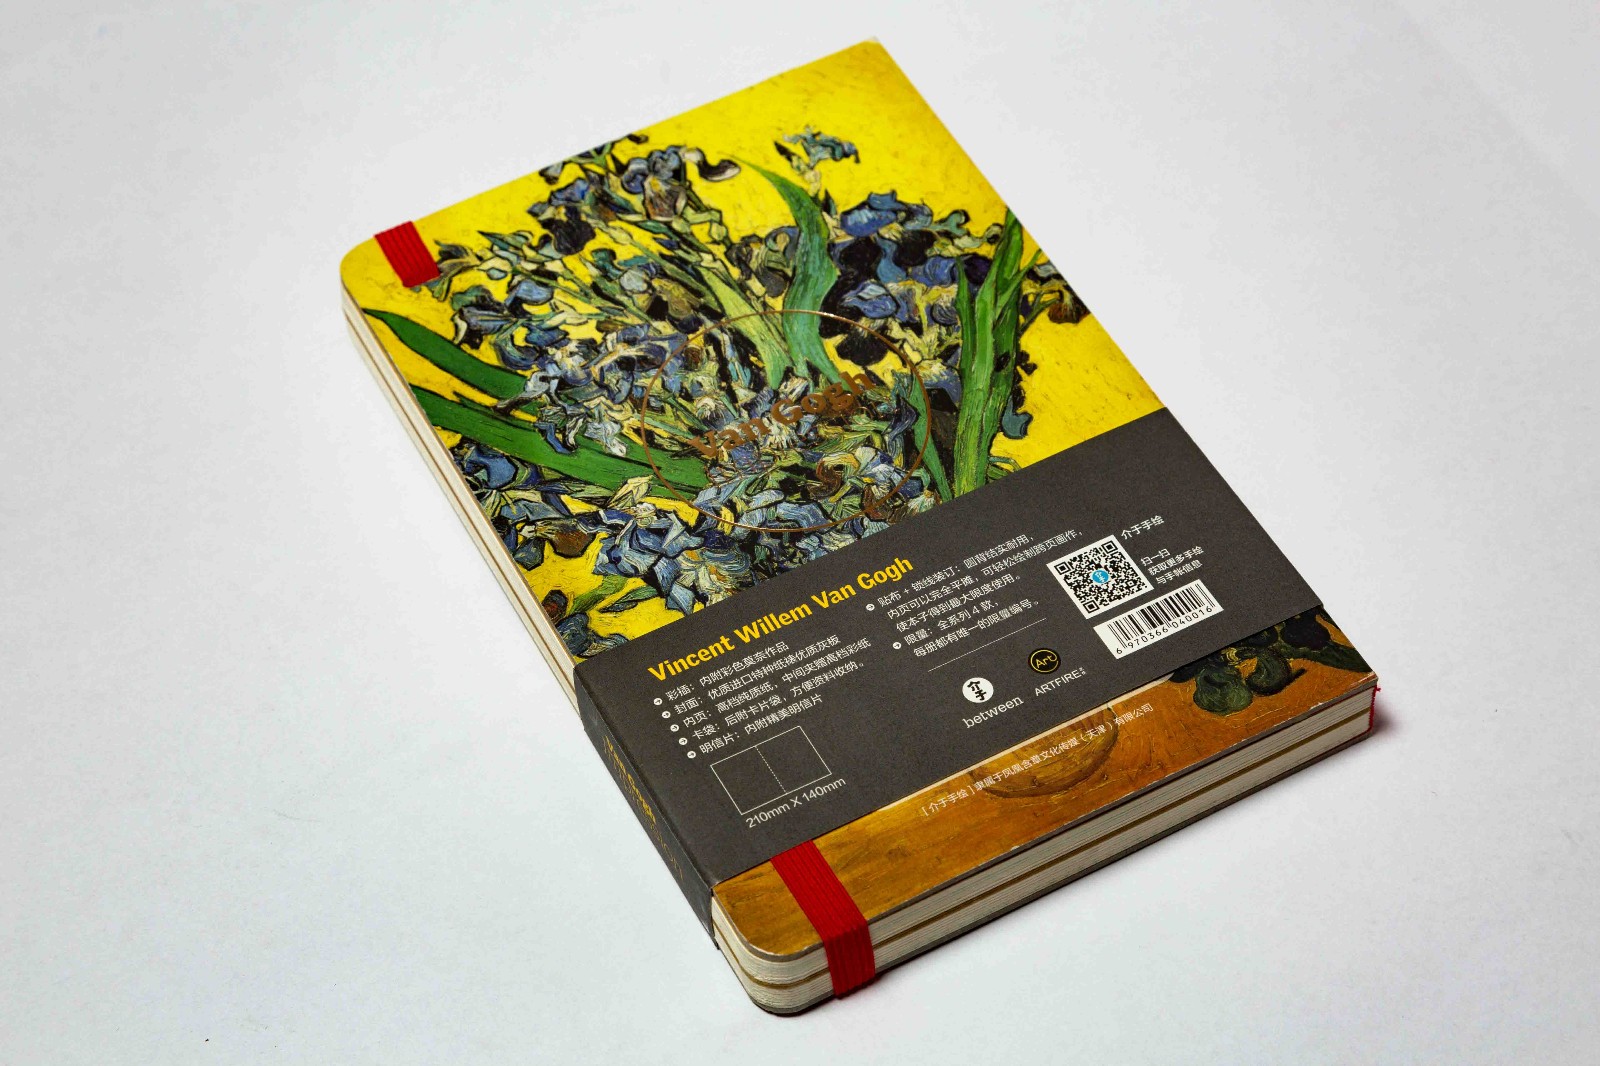 Van Gogh
Vincent Willem Van Gogh
彩插：内附彩色莫奈作品
封面：优质进口特种纸裱优质灰板
内页：高档纯质纸，中间夹赠高档彩纸
卡袋：后附卡片袋，方便资料收纳。
明信片：内附精美明信片
210mm X 140mm
贴布 + 锁线装订：圆背结实耐用，
内页可以完全平摊，可轻松绘制跨页画作，
使本子得到最大限度使用。
限量：全系列 4 款，
每册都有唯一的限量编号。
介于
between
Art
ARTFIRE
介于手绘
扫一扫
获取更多手绘
与手帐信息
6 970366 040016
[ 介于手绘 ] 隶属于凤凰含章文化传媒（天津）有限公司